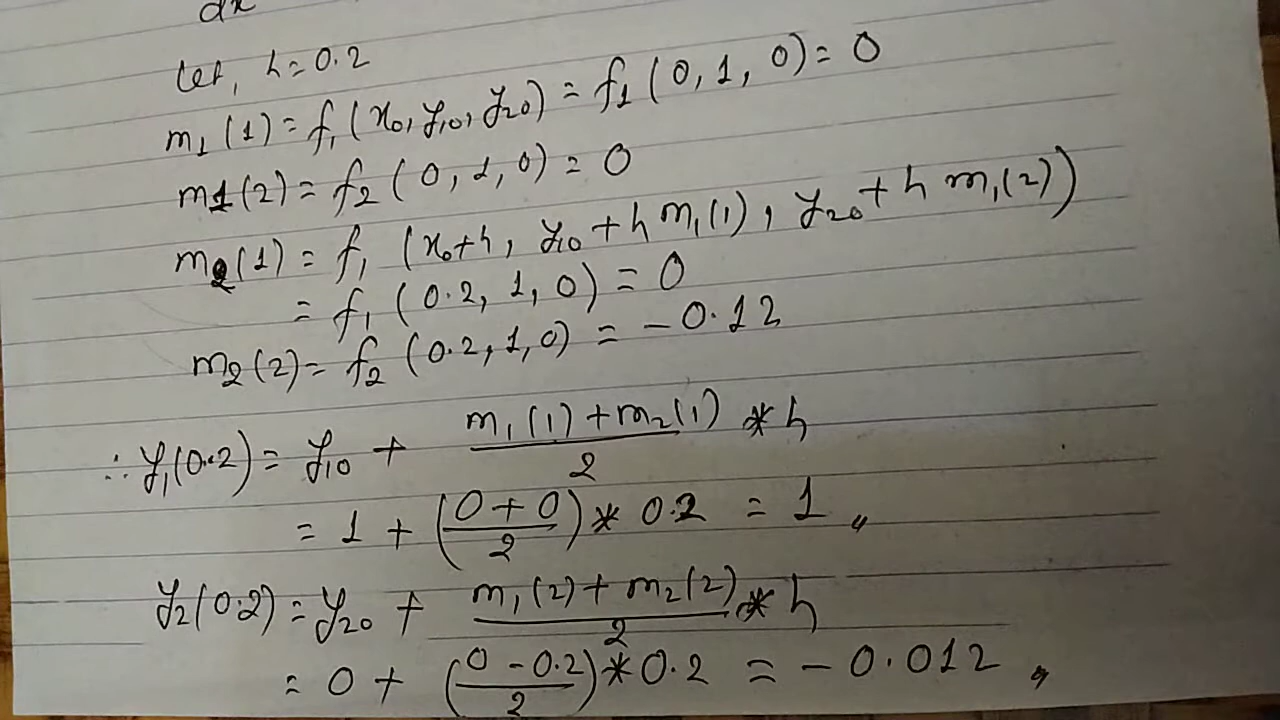 dx
let, h=0.2
m₁(1) = f₁(x₀, y₁₀, y₂₀) = f₁(0, 1, 0) = 0
m₁(2) = f₂(0, 1, 0) = 0
m₂(1) = f₁(x₀+h, y₁₀+h m₁(1), y₂₀+h m₁(2))
= f₁(0.2, 1, 0) = 0
m₂(2) = f₂(0.2, 1, 0) = -0.12
∴ y₁(0.2) = y₁₀ + (m₁(1)+m₂(1))/2 * h
= 1 + ((0+0)/2) * 0.2 = 1 〃
y₂(0.2) = y₂₀ + (m₁(2)+m₂(2))/2 * h
= 0 + ((0-0.2)/2) * 0.2 = -0.012 〃